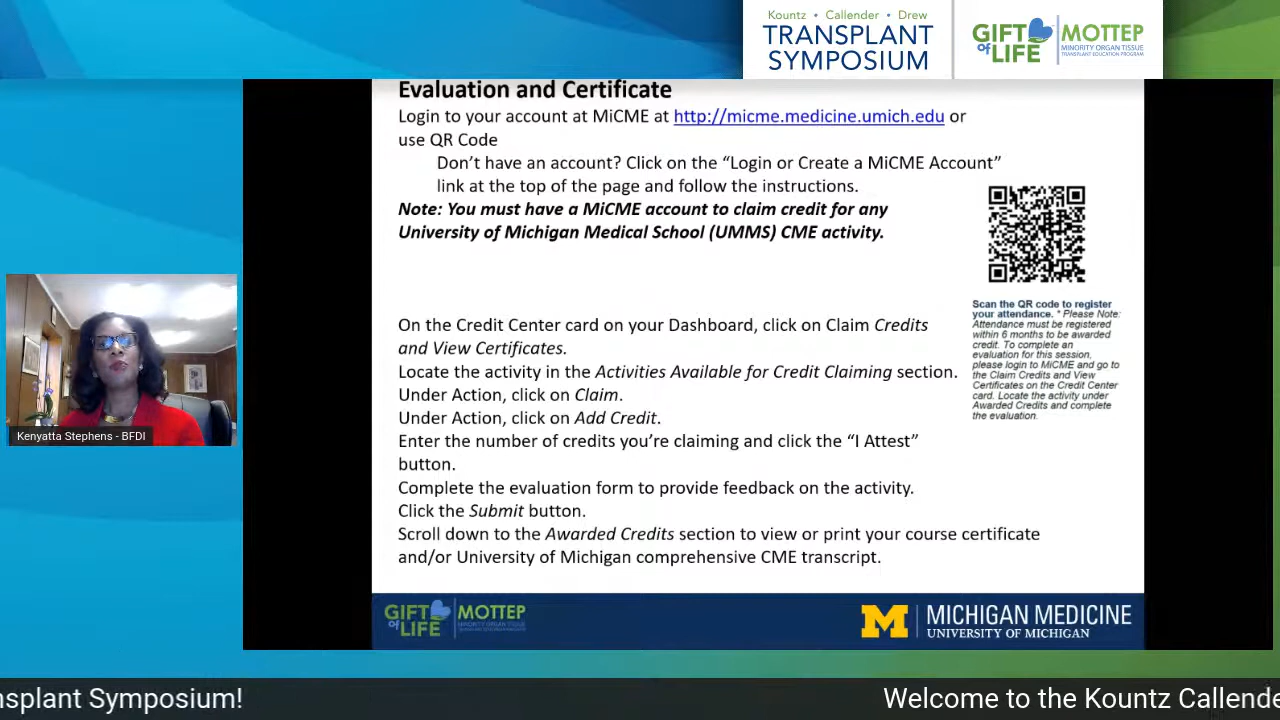 Kountz • Callender • Drew
TRANSPLANT
SYMPOSIUM
GIFT
of LIFE
MOTTEP
MINORITY ORGAN TISSUE
TRANSPLANT EDUCATION PROGRAM
Evaluation and Certificate
Login to your account at MiCME at http://micme.medicine.umich.edu or
use QR Code
Don’t have an account? Click on the “Login or Create a MiCME Account”
link at the top of the page and follow the instructions.
Note: You must have a MiCME account to claim credit for any
University of Michigan Medical School (UMMS) CME activity.
On the Credit Center card on your Dashboard, click on Claim Credits
and View Certificates.
Locate the activity in the Activities Available for Credit Claiming section.
Under Action, click on Claim.
Under Action, click on Add Credit.
Enter the number of credits you’re claiming and click the “I Attest”
button.
Complete the evaluation form to provide feedback on the activity.
Click the Submit button.
Scroll down to the Awarded Credits section to view or print your course certificate
and/or University of Michigan comprehensive CME transcript.
Scan the QR code to register
your attendance. * Please Note:
Attendance must be registered
within 6 months to be awarded
credit. To complete an
evaluation for this session,
please login to MiCME and go to
the Claim Credits and View
Certificates on the Credit Center
card. Locate the activity under
Awarded Credits and complete
the evaluation.
Kenyatta Stephens - BFDI
GIFT
of LIFE
MOTTEP
M
MICHIGAN MEDICINE
UNIVERSITY OF MICHIGAN
nsplant Symposium!
Welcome to the Kountz Callende